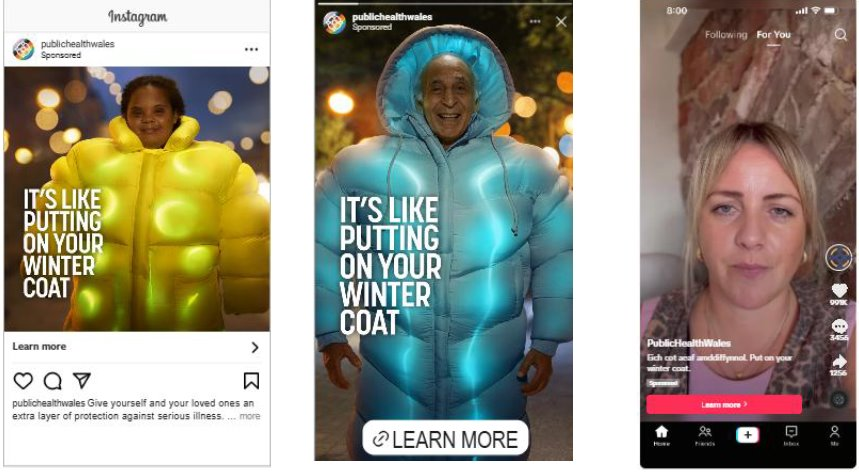 Instagram
publichealthwales
Sponsored
IT'S LIKE
PUTTING
ON YOUR
WINTER
COAT
Learn more
publichealthwales Give yourself and your loved ones an
extra layer of protection against serious illness. ... more
publichealthwales
Sponsored
IT'S LIKE
PUTTING
ON YOUR
WINTER
COAT
LEARN MORE
8:00
Following For You
991K
3456
1256
PublicHealthWales
Eich cot aeaf amddiffynnol. Put on your
winter coat.
Sponsored
Learn more
Home Friends Inbox Me